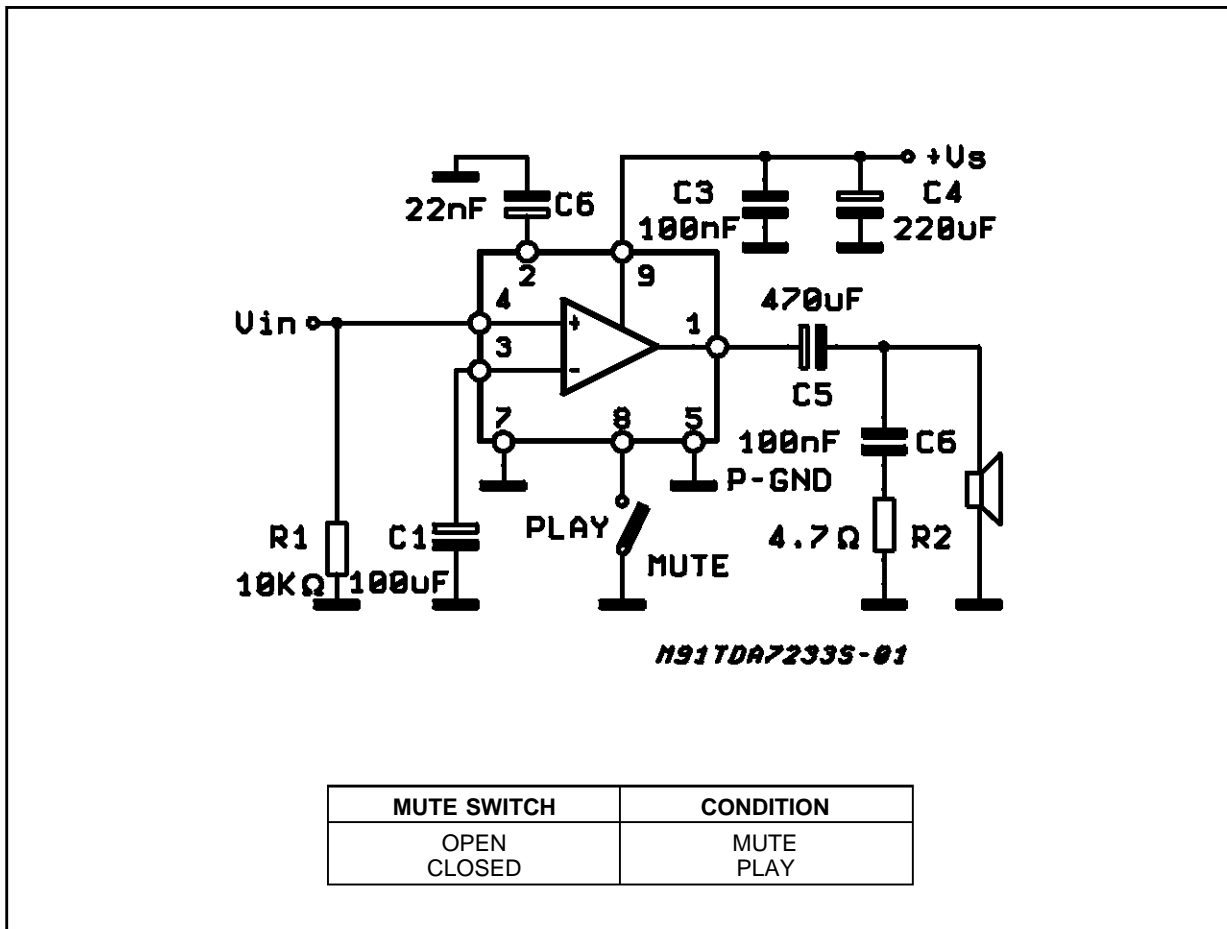 +Vs
22nF C6
C3
100nF
C4
220uF
2
9
470uF
Vin
4
+
1
3
-
C5
7
8
5
100nF C6
P-GND
PLAY
MUTE
R1
10KΩ
C1
100uF
4.7Ω R2
M91TDA7233S-01
MUTE SWITCH CONDITION
OPEN MUTE
CLOSED PLAY